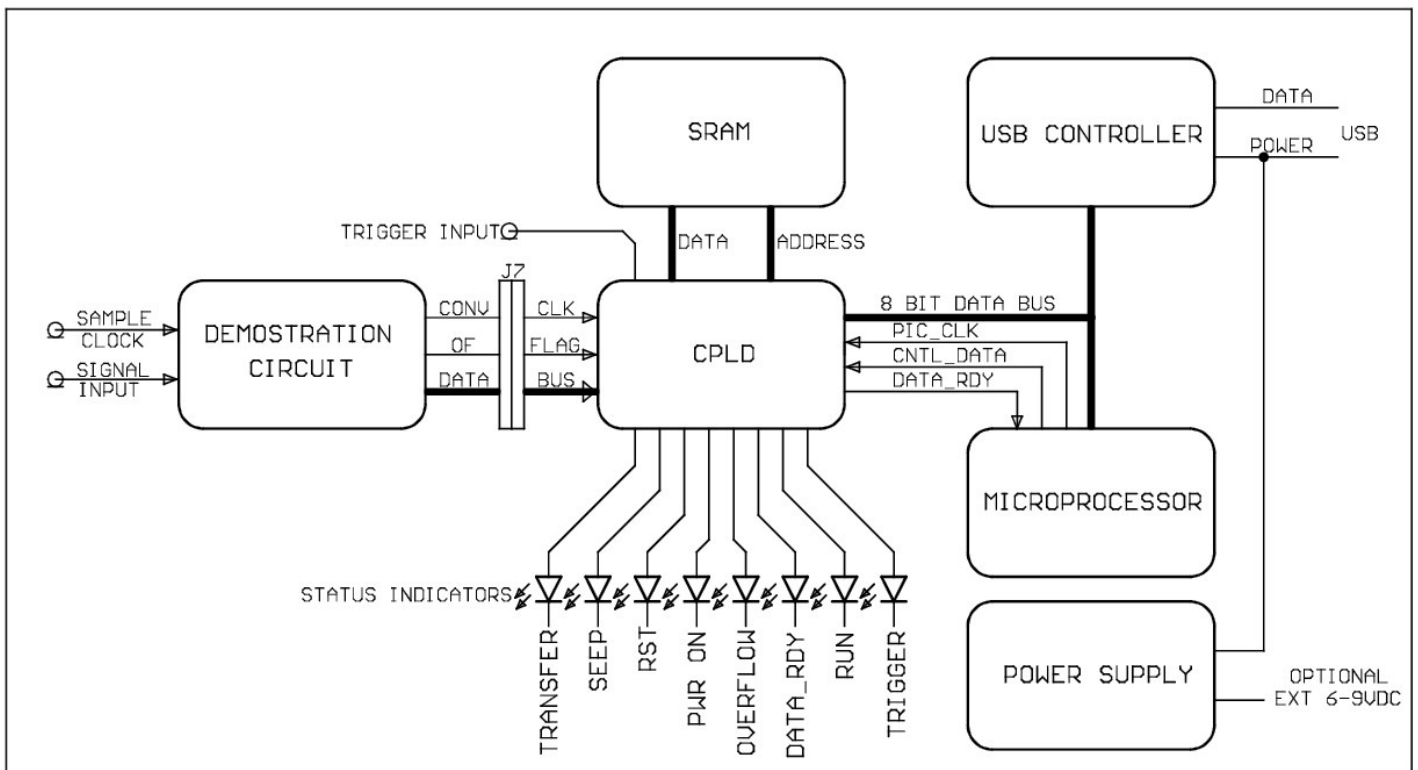 SRAM
USB CONTROLLER
DATA
USB
POWER
TRIGGER INPUT
DATA
ADDRESS
J7
SAMPLE
CLOCK
SIGNAL
INPUT
DEMOSTRATION
CIRCUIT
CONV
CLK
OF
FLAG
DATA
BUS
CPLD
8 BIT DATA BUS
PIC_CLK
CNTL_DATA
DATA_RDY
MICROPROCESSOR
STATUS INDICATORS
TRANSFER
SEEP
RST
PWR ON
OVERFLOW
DATA_RDY
RUN
TRIGGER
POWER SUPPLY
OPTIONAL
EXT 6-9VDC